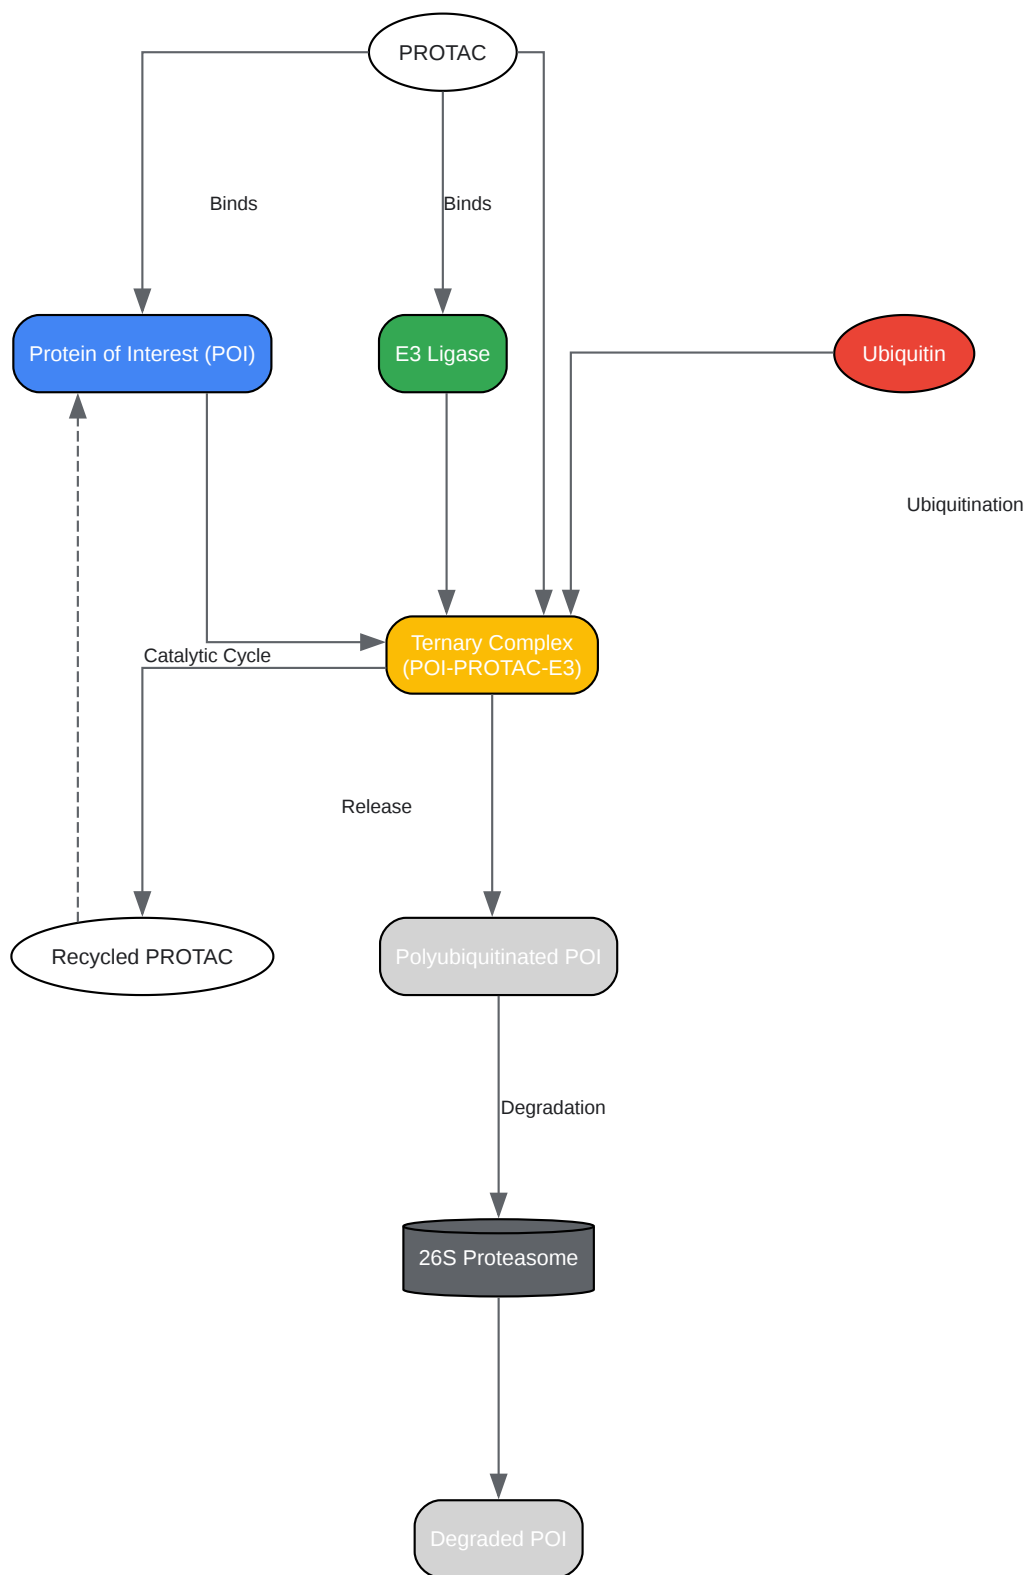 PROTAC
Binds
Binds
Protein of Interest (POI)
E3 Ligase
Ubiquitin
Ubiquitination
Ternary Complex
(POI-PROTAC-E3)
Catalytic Cycle
Release
Recycled PROTAC
Polyubiquitinated POI
Degradation
26S Proteasome
Degraded POI